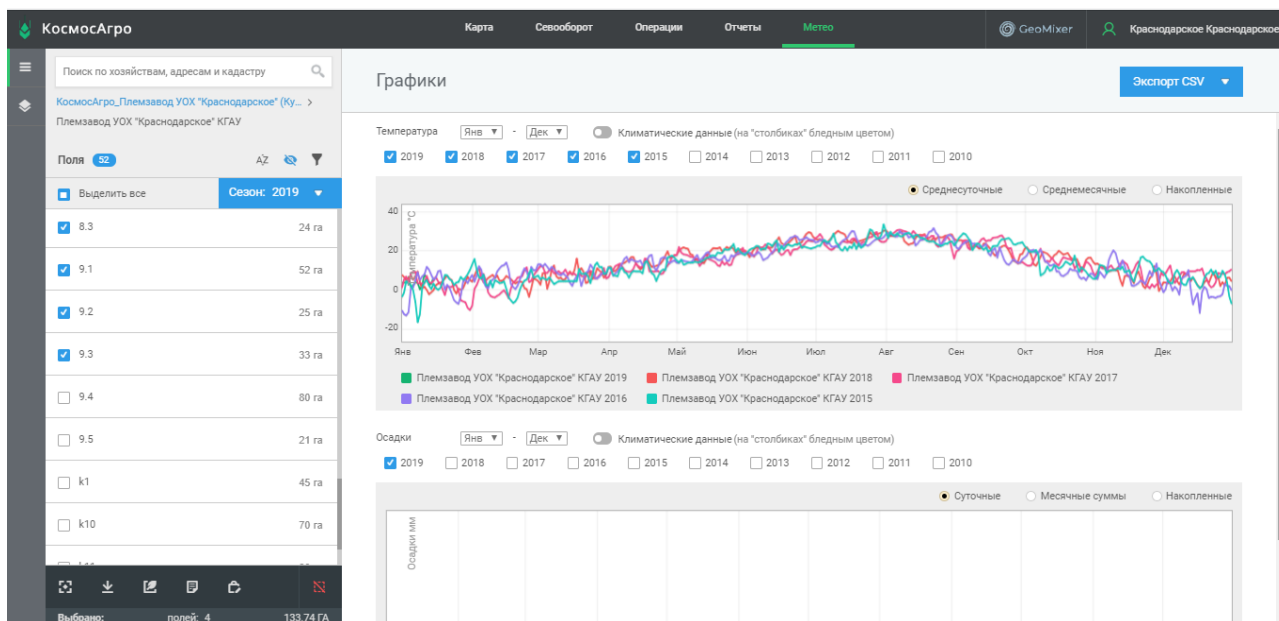 КосмосАгро
Карта Севооборот Операции Отчеты Метео
GeoMixer Краснодарское Краснодарское
Поиск по хозяйствам, адресам и кадастру
КосмосАгро_Племзавод УОХ "Краснодарское" (Ку... >
Племзавод УОХ "Краснодарское" КГАУ
Поля 52
AZ
Выделить все Сезон: 2019
8.3 24 га
9.1 52 га
9.2 25 га
9.3 33 га
9.4 80 га
9.5 21 га
k1 45 га
k10 70 га
Выбрано: полей: 4 133.74 ГА
Графики
Экспорт CSV
Температура Янв - Дек Климатические данные (на "столбиках" бледным цветом)
2019 2018 2017 2016 2015 2014 2013 2012 2011 2010
Среднесуточные Среднемесячные Накопленные
40
20
0
-20
Температура °C
Янв Фев Мар Апр Май Июн Июл Авг Сен Окт Ноя Дек
Племзавод УОХ "Краснодарское" КГАУ 2019 Племзавод УОХ "Краснодарское" КГАУ 2018 Племзавод УОХ "Краснодарское" КГАУ 2017
Племзавод УОХ "Краснодарское" КГАУ 2016 Племзавод УОХ "Краснодарское" КГАУ 2015
Осадки Янв - Дек Климатические данные (на "столбиках" бледным цветом)
2019 2018 2017 2016 2015 2014 2013 2012 2011 2010
Суточные Месячные суммы Накопленные
Осадки мм